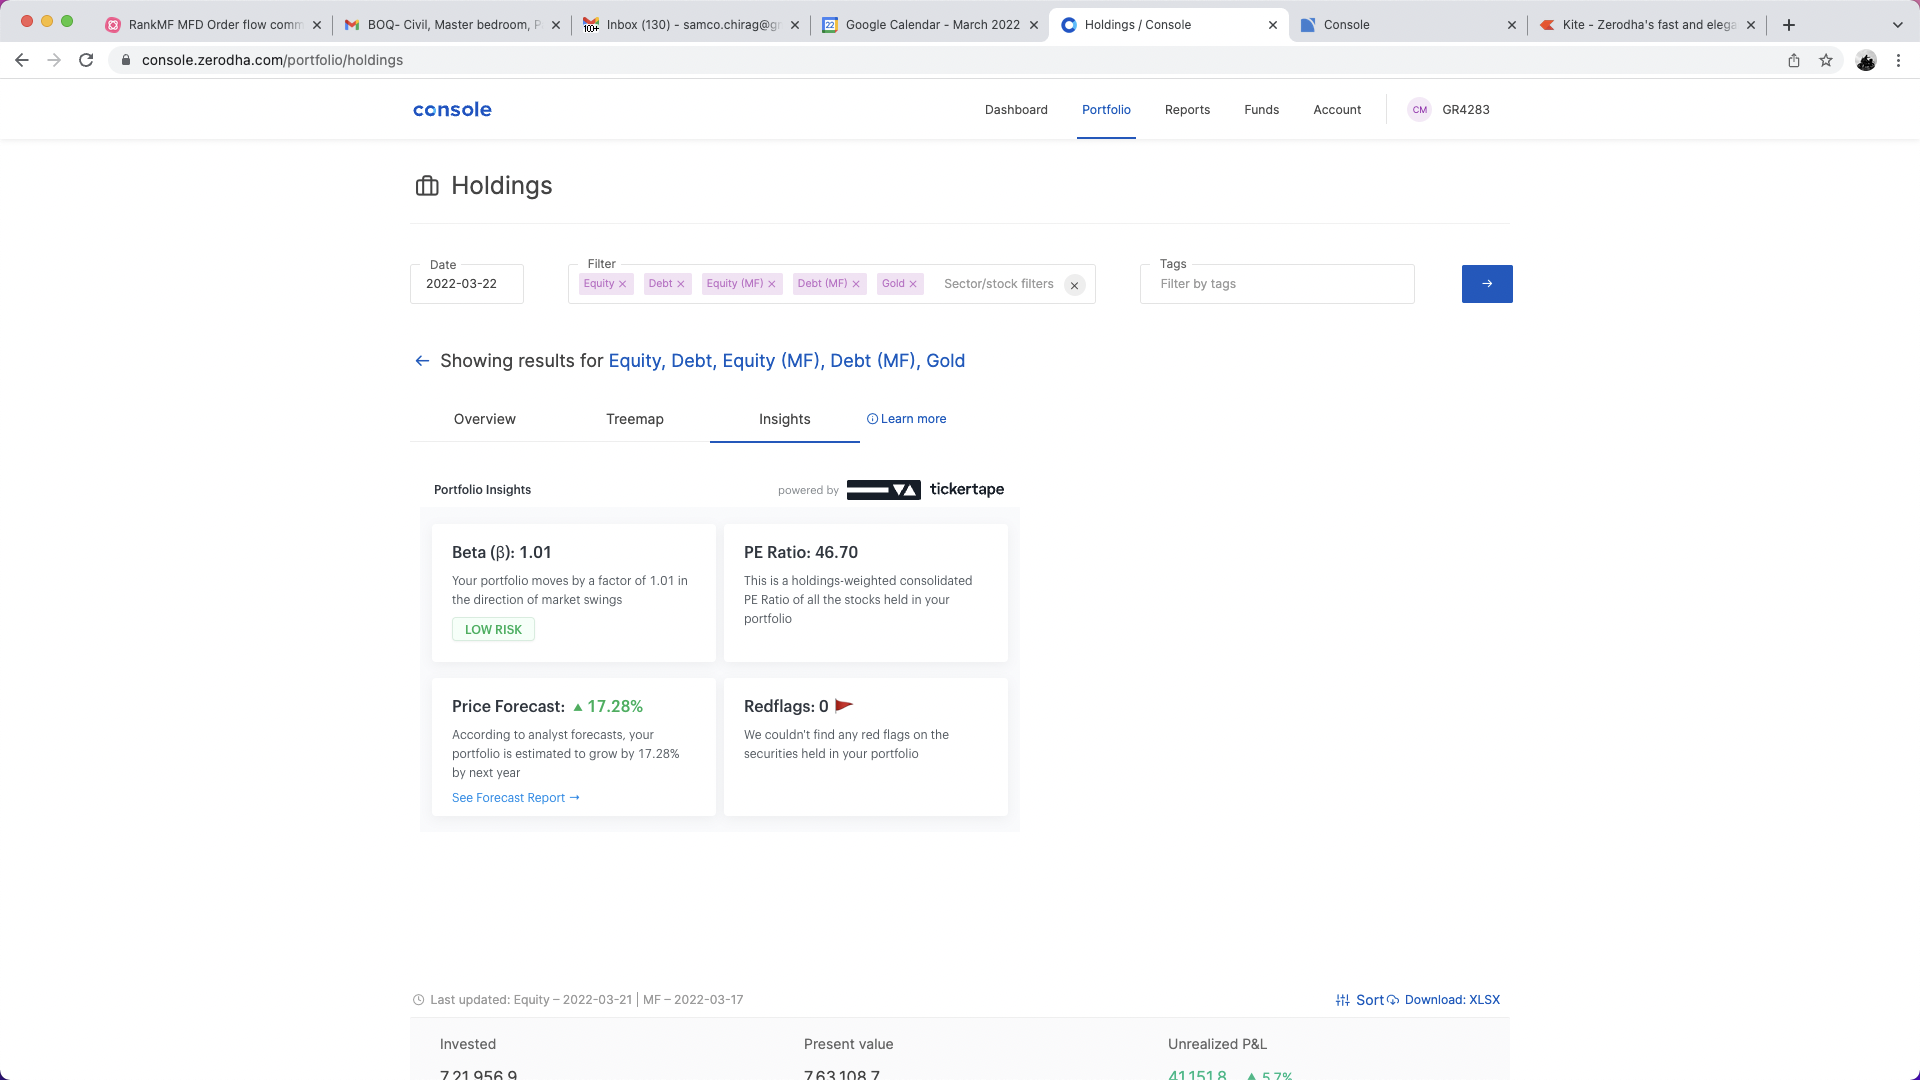 RankMF MFD Order flow comm
BOQ- Civil, Master bedroom, P
Inbox (130) - samco.chirag@g
Google Calendar - March 2022
Holdings / Console
Console
Kite - Zerodha's fast and elega
console.zerodha.com/portfolio/holdings
console
Dashboard
Portfolio
Reports
Funds
Account
CM
GR4283
Holdings
Date
2022-03-22
Filter
Equity × Debt × Equity (MF) × Debt (MF) × Gold × Sector/stock filters
Tags
Filter by tags
Showing results for Equity, Debt, Equity (MF), Debt (MF), Gold
Overview
Treemap
Insights
Learn more
Portfolio Insights
powered by tickertape
Beta (β): 1.01
Your portfolio moves by a factor of 1.01 in
the direction of market swings
LOW RISK
PE Ratio: 46.70
This is a holdings-weighted consolidated
PE Ratio of all the stocks held in your
portfolio
Price Forecast: ▲ 17.28%
According to analyst forecasts, your
portfolio is estimated to grow by 17.28%
by next year
See Forecast Report →
Redflags: 0
We couldn't find any red flags on the
securities held in your portfolio
Last updated: Equity – 2022-03-21 | MF – 2022-03-17
Sort
Download: XLSX
Invested
Present value
Unrealized P&L
7,21,956.9
7,63,108.7
41,151.8 ▲ 5.7%